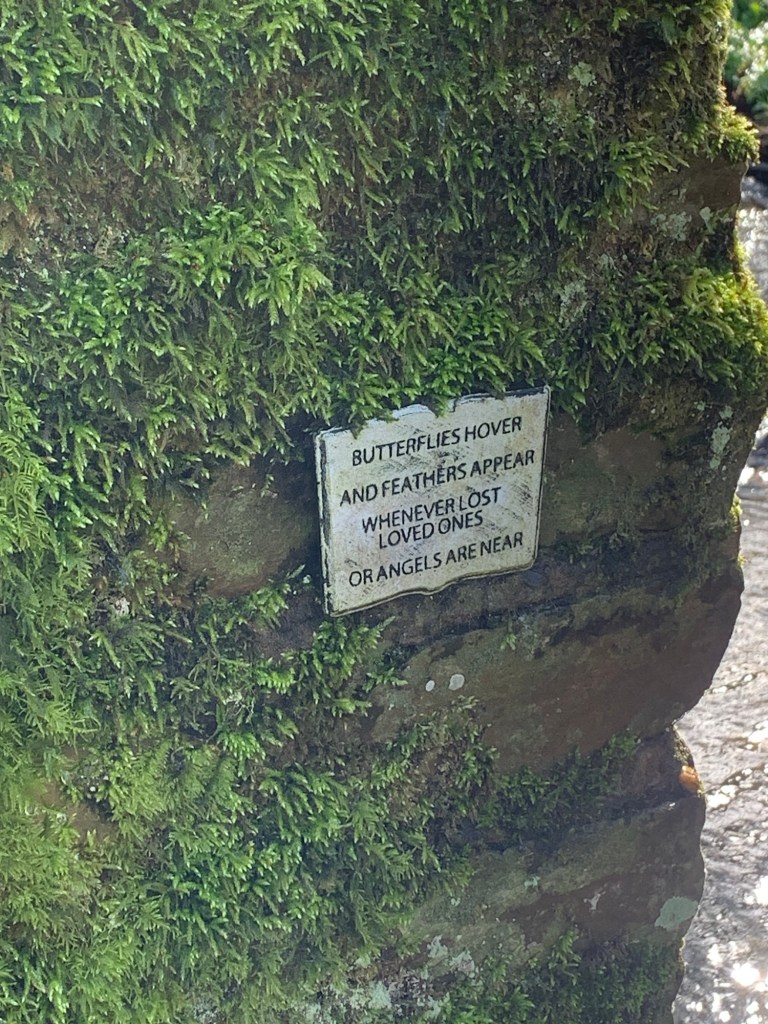 BUTTERFLIES HOVER
AND FEATHERS APPEAR
WHENEVER LOST
LOVED ONES
OR ANGELS ARE NEAR